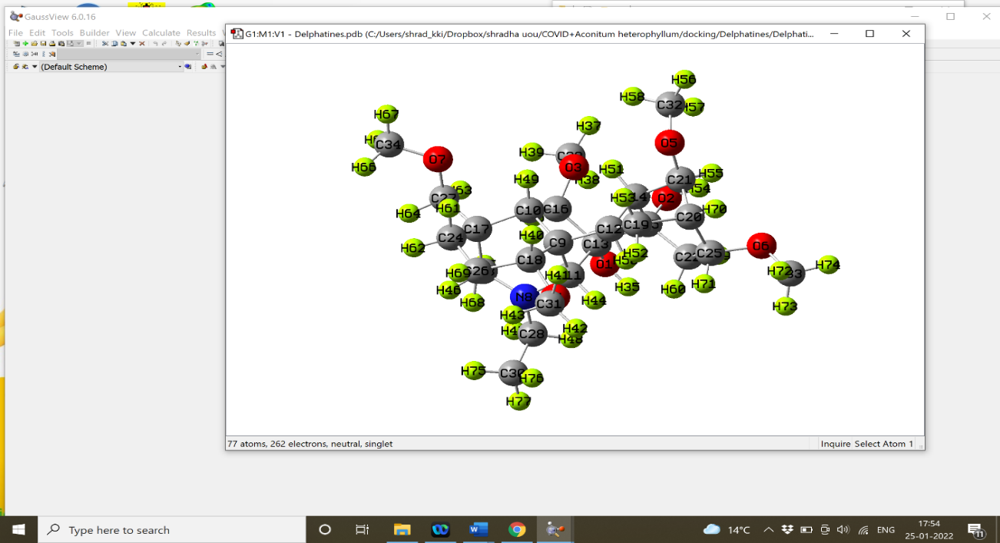 GaussView 6.0.16
File Edit Tools Builder View Calculate Results
(Default Scheme)
G1:M1:V1 - Delphatines.pdb (C:/Users/shrad_kki/Dropbox/shradha uou/COVID+Aconitum heterophyllum/docking/Delphatines/Delphati...
H56
H58 C32 H57
H67 H37
C34 H39 O5
H66 O7 O3
H51 H55
H49 H38 C21 H54
C27 H63 H53 O2
H64 H61 C10 C16 H70
C24 C17 H40 C12 C19 C20
H62 C9 C13 O6
H52 C25
C18 O1 H74
C26 H69 H41 H72
H46 N8 H35 H60 H71
H68 C31 H44 H73
H43 H42
C28 H48
H75 C30 H76
H77
77 atoms, 262 electrons, neutral, singlet Inquire Select Atom 1
Type here to search 14°C ENG 17:54
25-01-2022 11